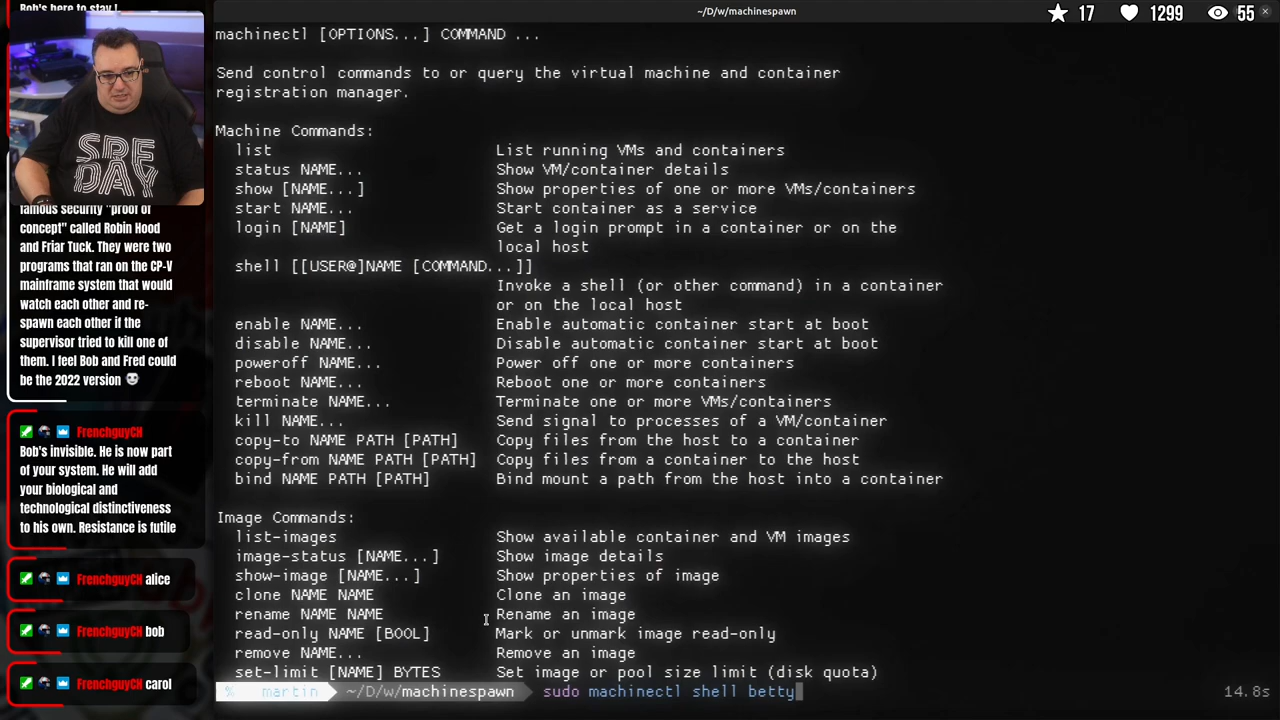 Bob's here to stay !
~/D/w/machinespawn
17
1299
55
SPE
EDAY
famous security "proof of
concept" called Robin Hood
and Friar Tuck. They were two
programs that ran on the CP-V
mainframe system that would
watch each other and re-
spawn each other if the
supervisor tried to kill one of
them. I feel Bob and Fred could
be the 2022 version
FrenchguyCH
Bob's invisible. He is now part
of your system. He will add
your biological and
technological distinctiveness
to his own. Resistance is futile
FrenchguyCH alice
FrenchguyCH bob
FrenchguyCH carol
machinectl [OPTIONS...] COMMAND ...
Send control commands to or query the virtual machine and container
registration manager.
Machine Commands:
list List running VMs and containers
status NAME... Show VM/container details
show [NAME...] Show properties of one or more VMs/containers
start NAME... Start container as a service
login [NAME] Get a login prompt in a container or on the
local host
shell [[USER@]NAME [COMMAND...]]
Invoke a shell (or other command) in a container
or on the local host
enable NAME... Enable automatic container start at boot
disable NAME... Disable automatic container start at boot
poweroff NAME... Power off one or more containers
reboot NAME... Reboot one or more containers
terminate NAME... Terminate one or more VMs/containers
kill NAME... Send signal to processes of a VM/container
copy-to NAME PATH [PATH] Copy files from the host to a container
copy-from NAME PATH [PATH] Copy files from a container to the host
bind NAME PATH [PATH] Bind mount a path from the host into a container
Image Commands:
list-images Show available container and VM images
image-status [NAME...] Show image details
show-image [NAME...] Show properties of image
clone NAME NAME Clone an image
rename NAME NAME Rename an image
read-only NAME [BOOL] Mark or unmark image read-only
remove NAME... Remove an image
set-limit [NAME] BYTES Set image or pool size limit (disk quota)
% martin ~/D/w/machinespawn sudo machinectl shell betty 14.8s